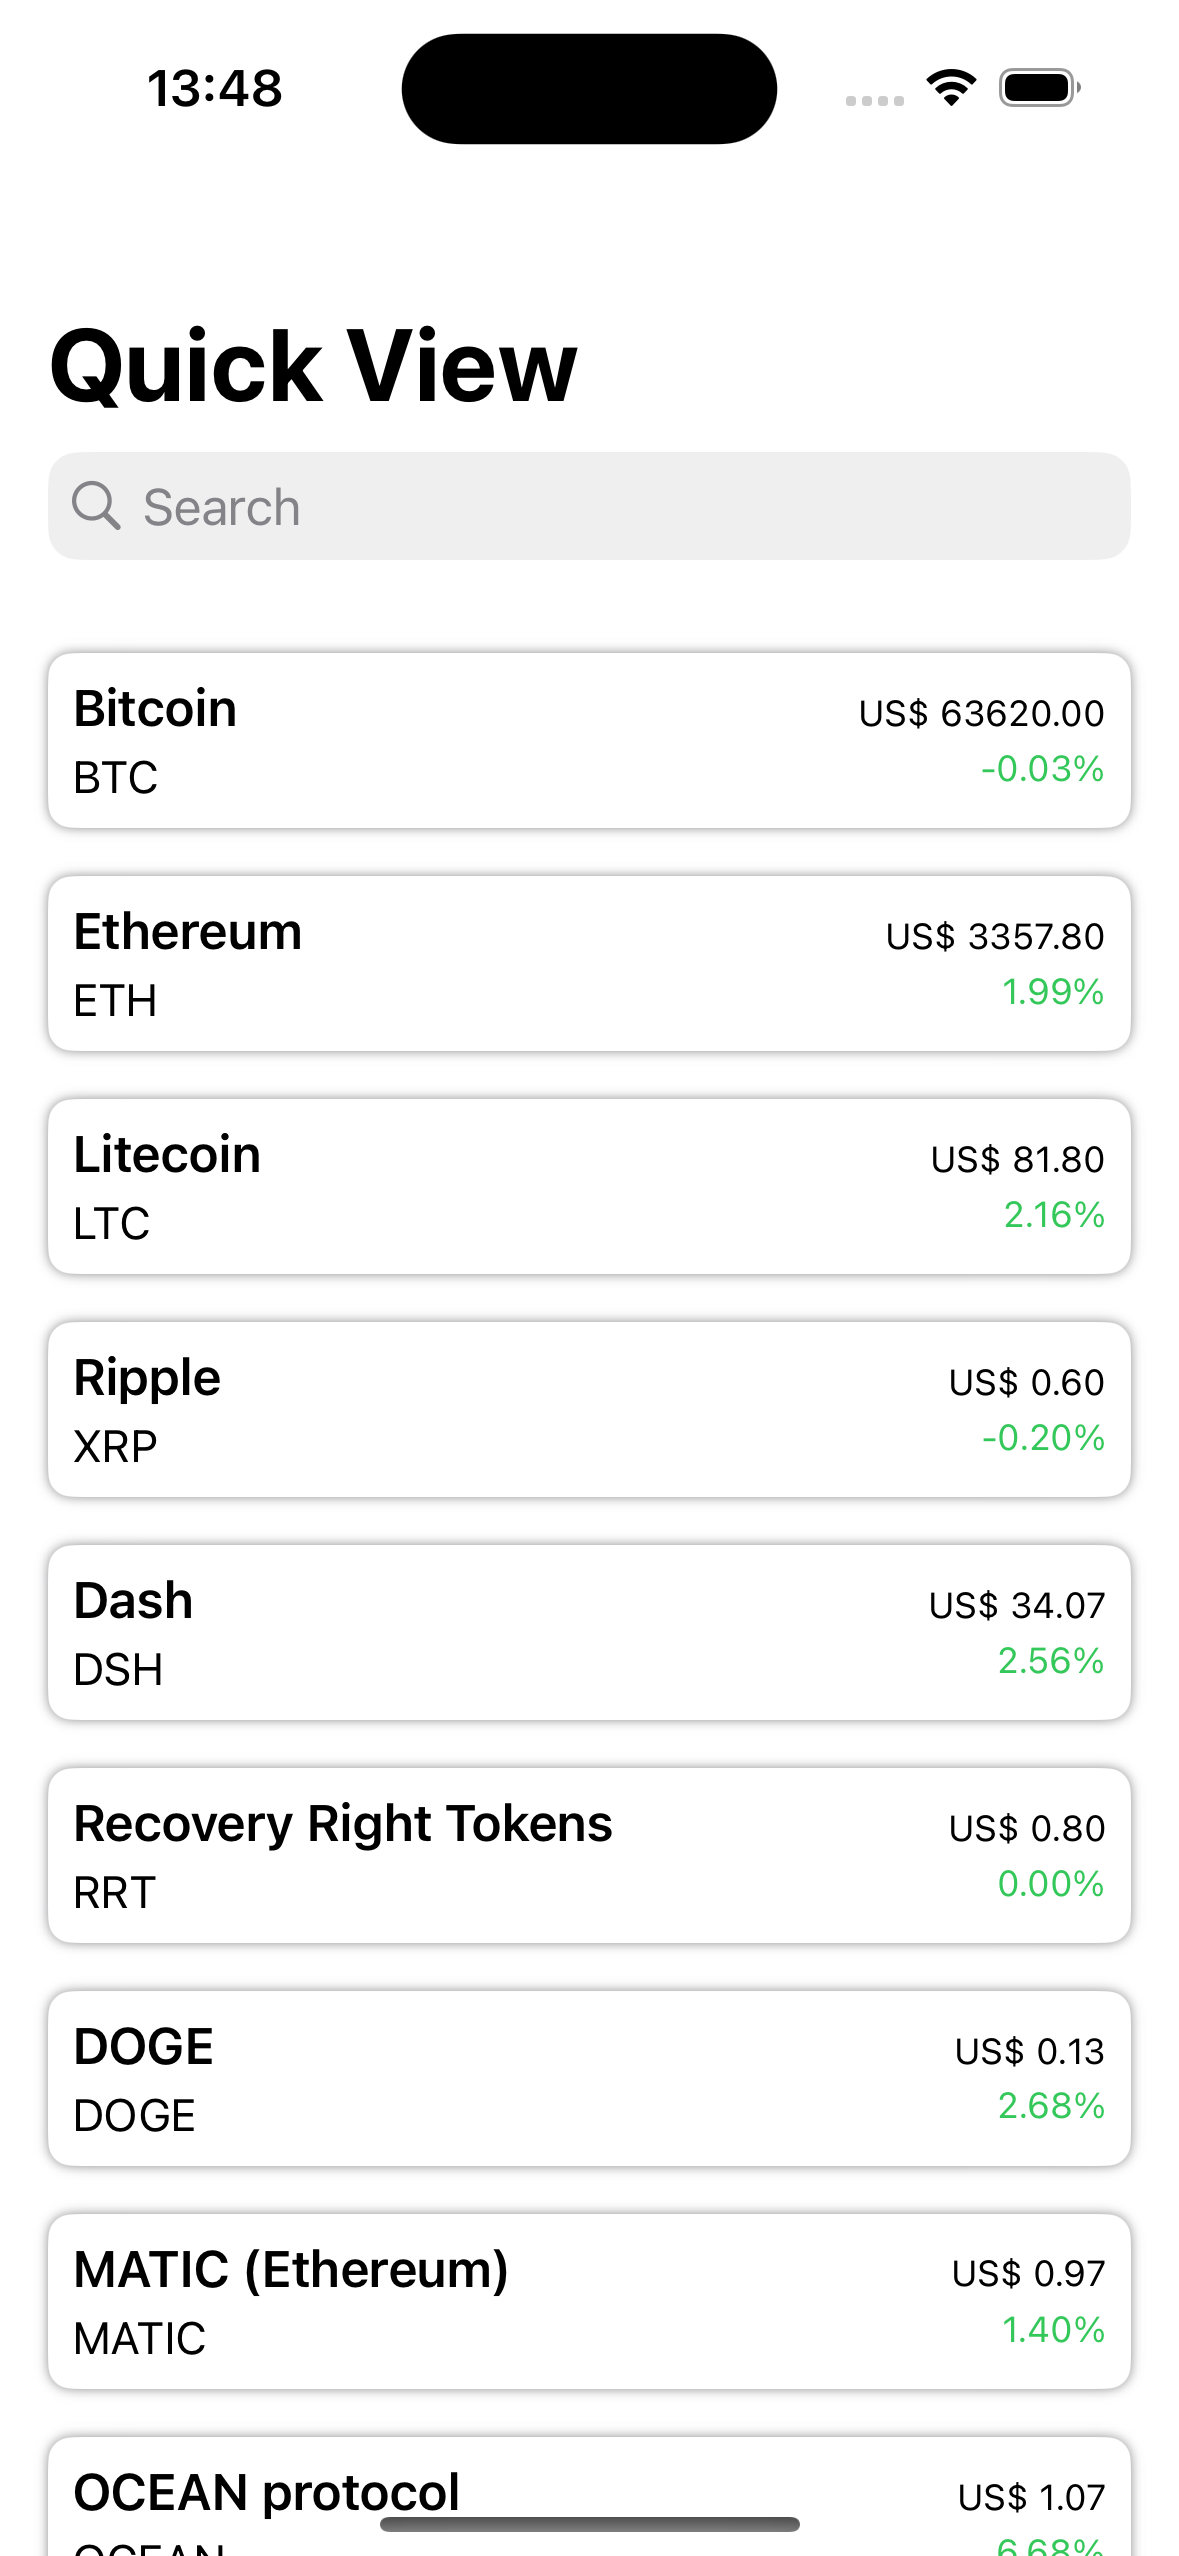 13:48
Quick View
Search
Bitcoin
US$ 63620.00
BTC
-0.03%
Ethereum
US$ 3357.80
ETH
1.99%
Litecoin
US$ 81.80
LTC
2.16%
Ripple
US$ 0.60
XRP
-0.20%
Dash
US$ 34.07
DSH
2.56%
Recovery Right Tokens
US$ 0.80
RRT
0.00%
DOGE
US$ 0.13
DOGE
2.68%
MATIC (Ethereum)
US$ 0.97
MATIC
1.40%
OCEAN protocol
US$ 1.07
OCEAN
6.68%